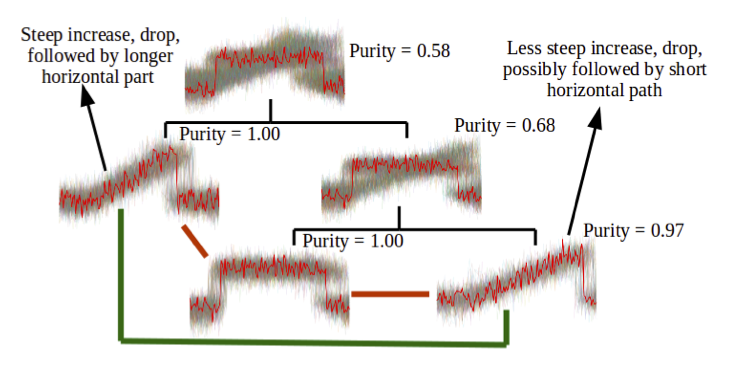 Steep increase, drop,
followed by longer
horizontal part
Purity = 0.58
Less steep increase, drop,
possibly followed by short
horizontal path
Purity = 1.00
Purity = 0.68
Purity = 1.00
Purity = 0.97